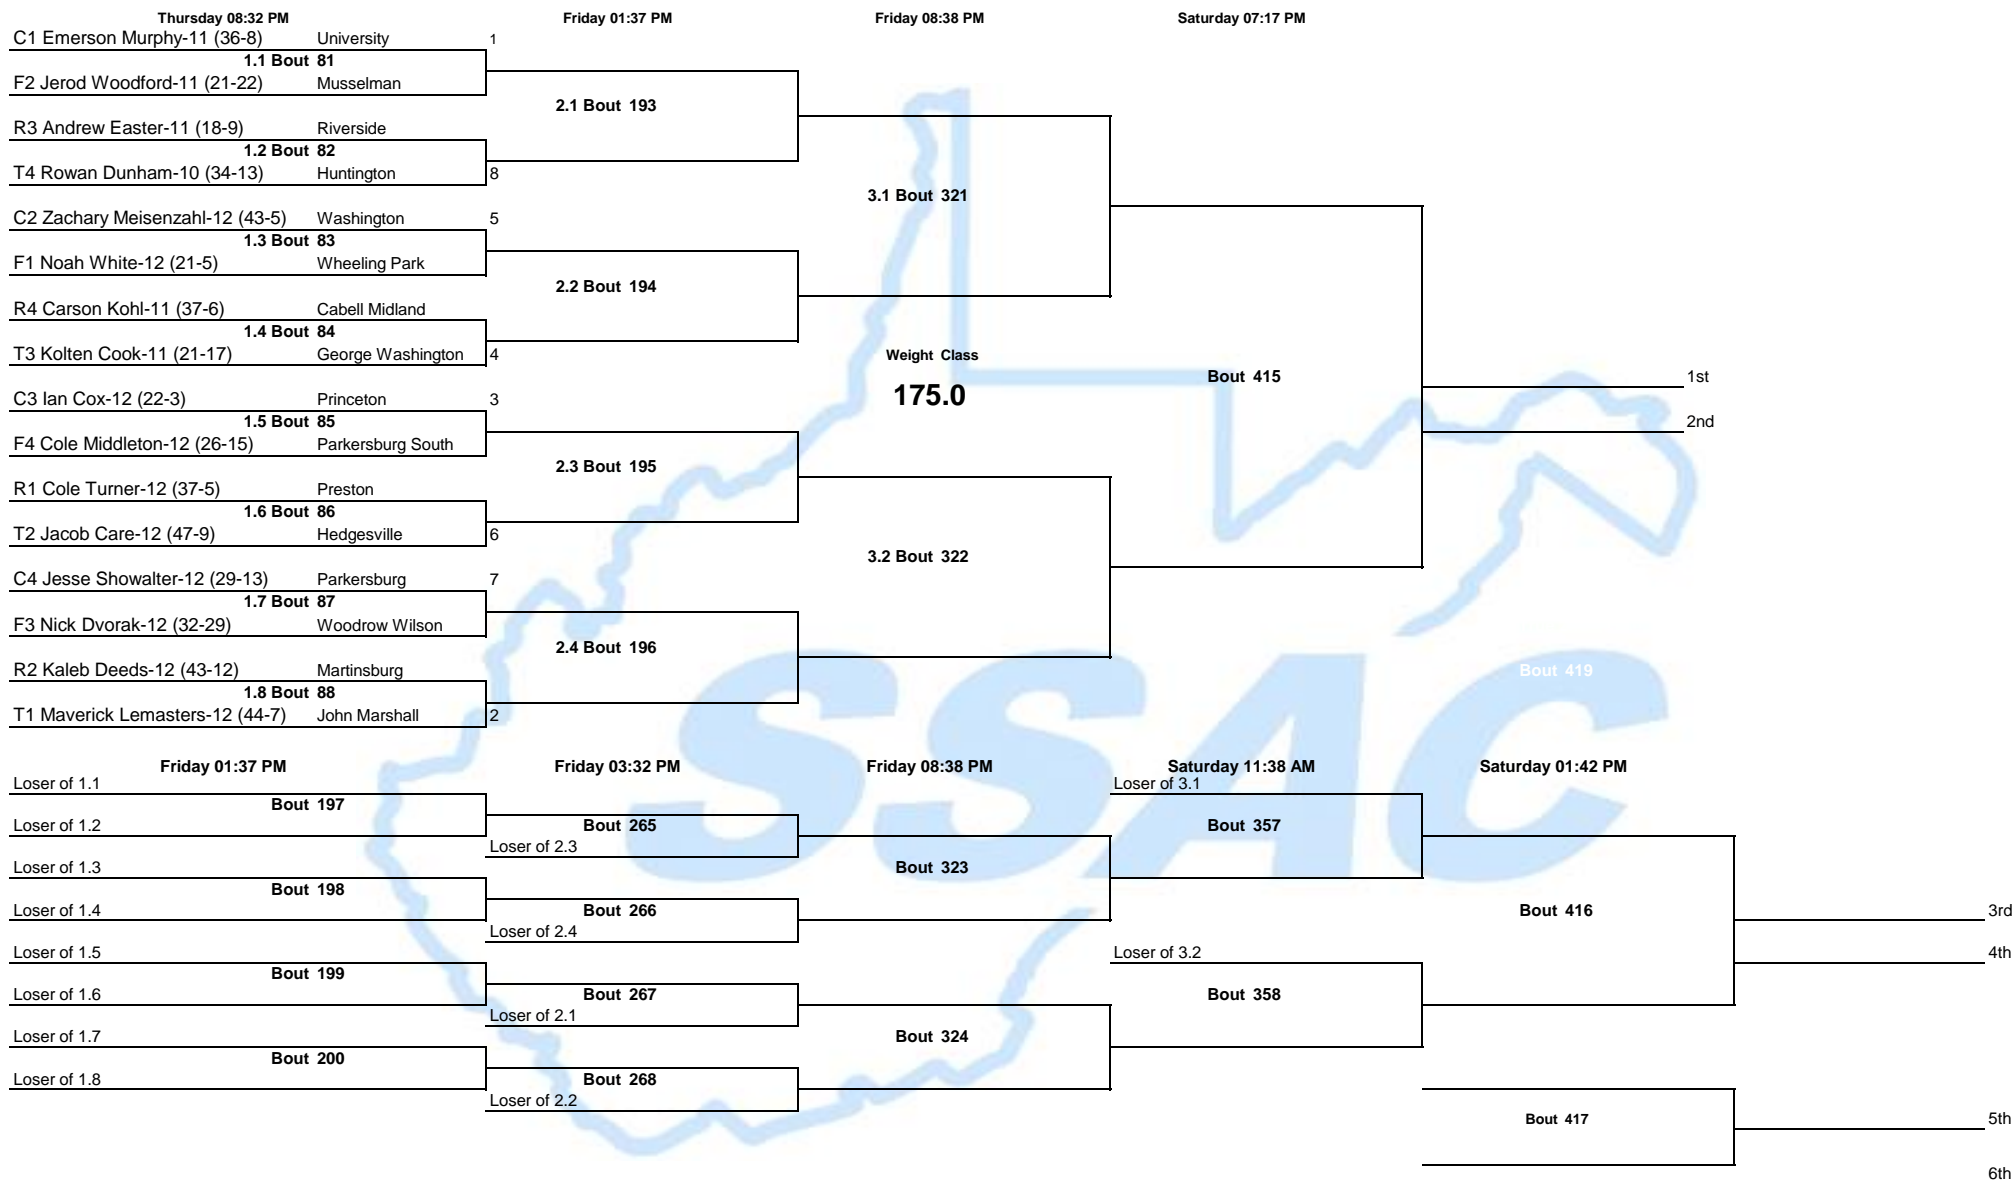 Thursday 08:32 PM Friday 01:37 PM Friday 08:38 PM Saturday 07:17 PM
C1 Emerson Murphy-11 (36-8) University 1
1.1 Bout 81
F2 Jerod Woodford-11 (21-22) Musselman
2.1 Bout 193
R3 Andrew Easter-11 (18-9) Riverside
1.2 Bout 82
T4 Rowan Dunham-10 (34-13) Huntington 8
3.1 Bout 321
C2 Zachary Meisenzahl-12 (43-5) Washington 5
1.3 Bout 83
F1 Noah White-12 (21-5) Wheeling Park
2.2 Bout 194
R4 Carson Kohl-11 (37-6) Cabell Midland
1.4 Bout 84
T3 Kolten Cook-11 (21-17) George Washington 4
Weight Class
Bout 415
1st
175.0
C3 Ian Cox-12 (22-3) Princeton 3
1.5 Bout 85
2nd
F4 Cole Middleton-12 (26-15) Parkersburg South
2.3 Bout 195
R1 Cole Turner-12 (37-5) Preston
1.6 Bout 86
T2 Jacob Care-12 (47-9) Hedgesville 6
3.2 Bout 322
C4 Jesse Showalter-12 (29-13) Parkersburg 7
1.7 Bout 87
F3 Nick Dvorak-12 (32-29) Woodrow Wilson
2.4 Bout 196
R2 Kaleb Deeds-12 (43-12) Martinsburg
Bout 419
1.8 Bout 88
T1 Maverick Lemasters-12 (44-7) John Marshall 2
SSAC
Friday 01:37 PM Friday 03:32 PM Friday 08:38 PM Saturday 11:38 AM Saturday 01:42 PM
Loser of 1.1 Loser of 3.1
Bout 197
Loser of 1.2 Bout 265 Bout 357
Loser of 2.3
Loser of 1.3 Bout 323
Bout 198
Loser of 1.4 Bout 266 Bout 416 3rd
Loser of 2.4
Loser of 1.5 Loser of 3.2 4th
Bout 199
Loser of 1.6 Bout 267 Bout 358
Loser of 2.1
Loser of 1.7 Bout 324
Bout 200
Loser of 1.8 Bout 268
Loser of 2.2
Bout 417 5th
6th